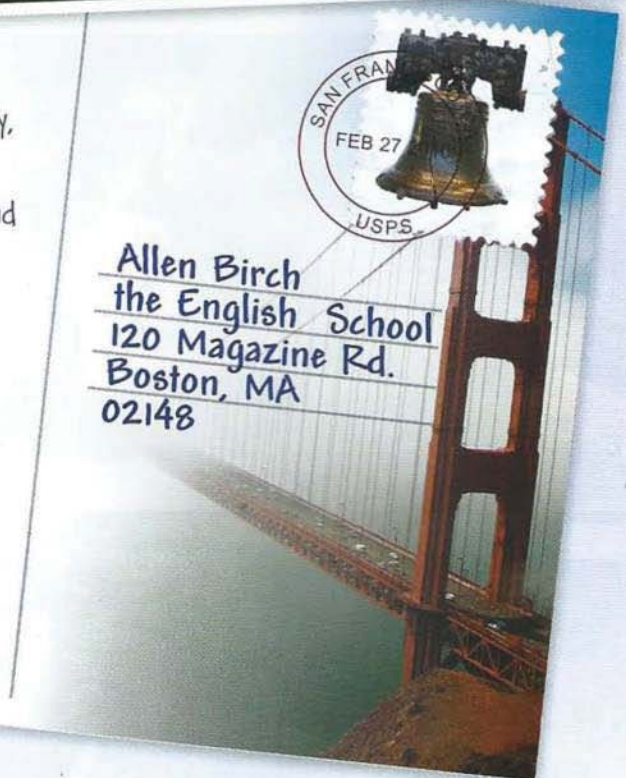 y,
d
SAN FRAN
FEB 27
USPS
Allen Birch
the English School
120 Magazine Rd.
Boston, MA
02148